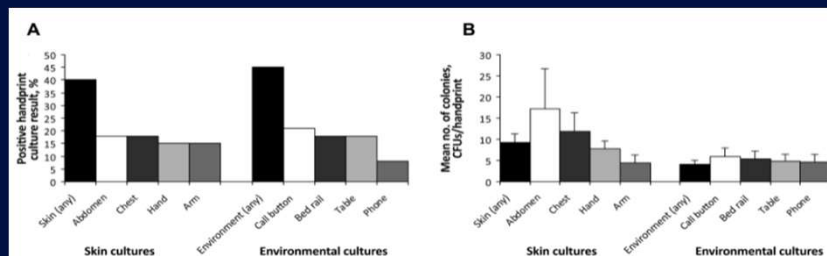 A
Positive handprint
culture result, %
50
45
40
35
30
25
20
15
10
5
0
Skin (any)
Abdomen
Chest
Hand
Arm
Environment (any)
Call button
Bed rail
Table
Phone
Skin cultures
Environmental cultures
B
Mean no. of colonies,
CFUs/handprint
30
25
20
15
10
5
0
Skin (any)
Abdomen
Chest
Hand
Arm
Environment (any)
Call button
Bed rail
Table
Phone
Skin cultures
Environmental cultures